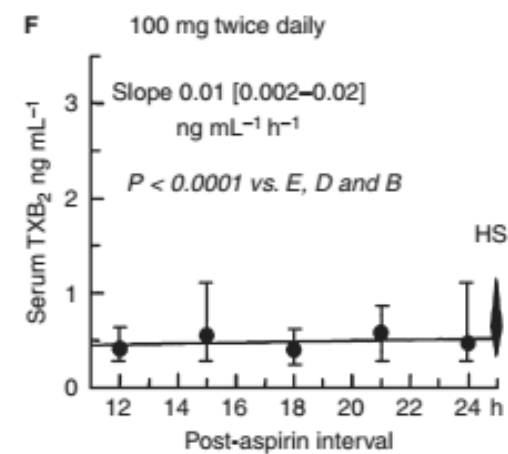 F 100 mg twice daily
Slope 0.01 [0.002–0.02]
ng mL⁻¹ h⁻¹
P < 0.0001 vs. E, D and B
HS
Serum TXB₂ ng mL⁻¹
3
2
1
0
12 14 16 18 20 22 24 h
Post-aspirin interval